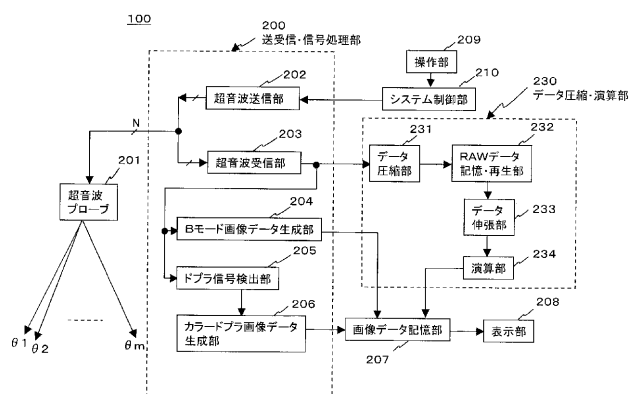 100
200
送受信・信号処理部
209
操作部
210
システム制御部
230
データ圧縮・演算部
202
超音波送信部
N
203
超音波受信部
231
データ
圧縮部
232
RAWデータ
記憶・再生部
201
超音波
プローブ
204
Bモード画像データ生成部
233
データ
伸張部
205
ドプラ信号検出部
234
演算部
206
カラードプラ画像データ
生成部
画像データ記憶部
207
208
表示部
θ1
θ2
θm